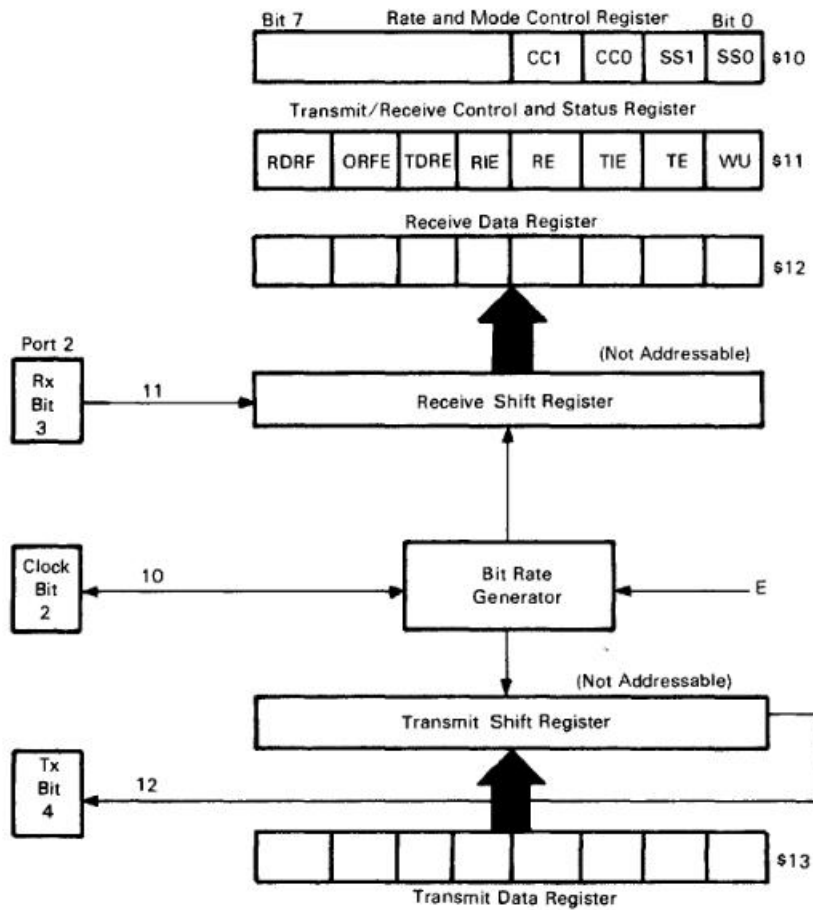 Bit 7 Rate and Mode Control Register Bit 0
CC1 CC0 SS1 SS0 $10
Transmit/Receive Control and Status Register
RDRF ORFE TDRE RIE RE TIE TE WU $11
Receive Data Register
$12
Port 2
(Not Addressable)
Rx
Bit
3
11
Receive Shift Register
Clock
Bit
2
10
Bit Rate
Generator
E
(Not Addressable)
Transmit Shift Register
Tx
Bit
4
12
$13
Transmit Data Register